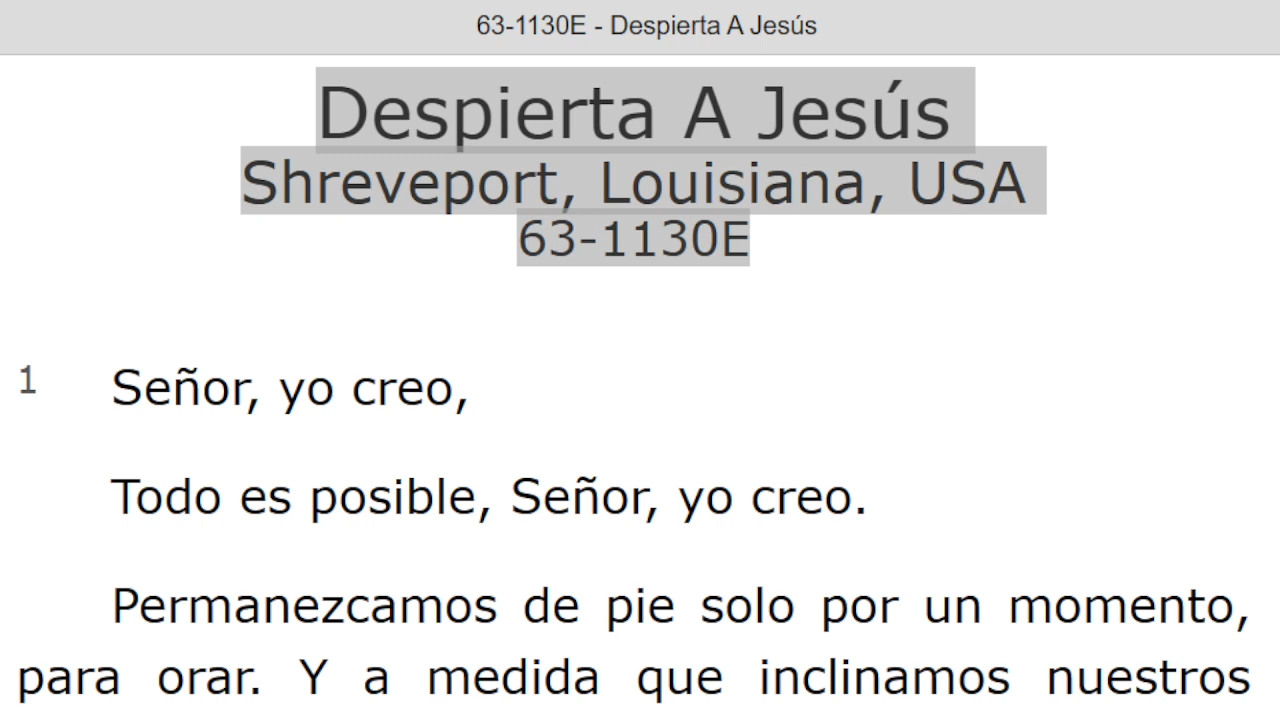 63-1130E - Despierta A Jesús
Despierta A Jesús
Shreveport, Louisiana, USA
63-1130E
1 Señor, yo creo,
Todo es posible, Señor, yo creo.
Permanezcamos de pie solo por un momento,
para orar. Y a medida que inclinamos nuestros